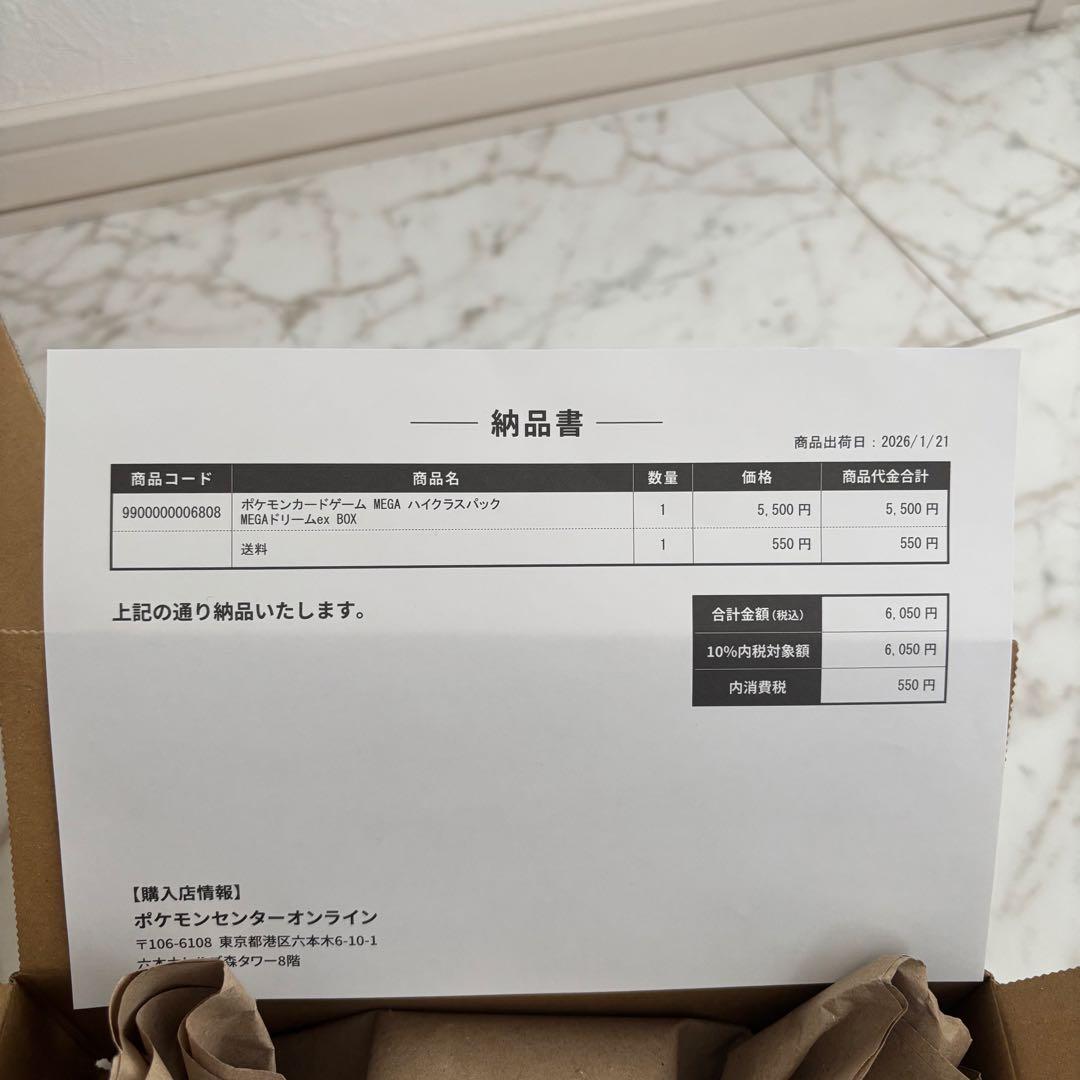 納品書
商品出荷日：2026/1/21
商品コード 商品名 数量 価格 商品代金合計
9900000006808 ポケモンカードゲーム MEGA ハイクラスパック 1 5,500 円 5,500 円
MEGAドリームex BOX
送料 1 550 円 550 円
上記の通り納品いたします。
合計金額(税込) 6,050 円
10%内税対象額 6,050 円
内消費税 550 円
【購入店情報】
ポケモンセンターオンライン
〒106-6108 東京都港区六本木6-10-1
森タワー8階